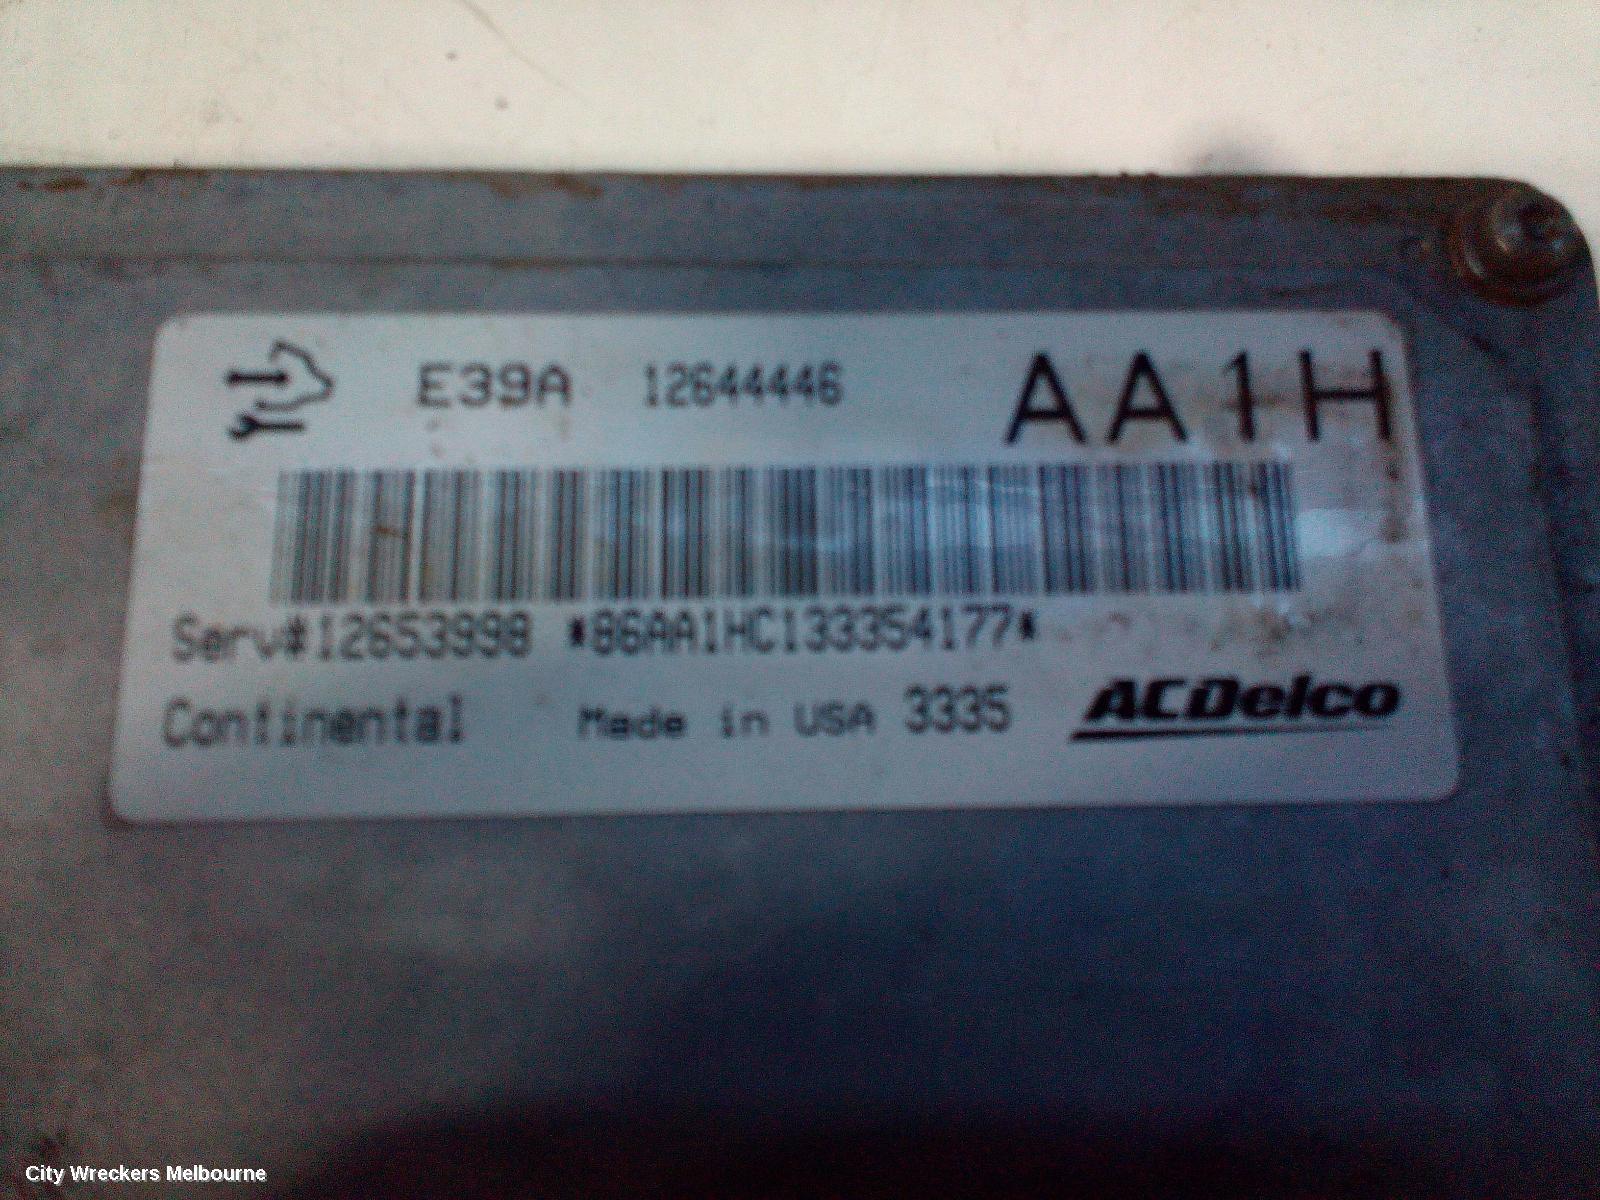 E39A 12644446 AA1H
Serv#12653998 *86AA1HC133354177*
Continental Made in USA 3335 ACDelco
City Wreckers Melbourne